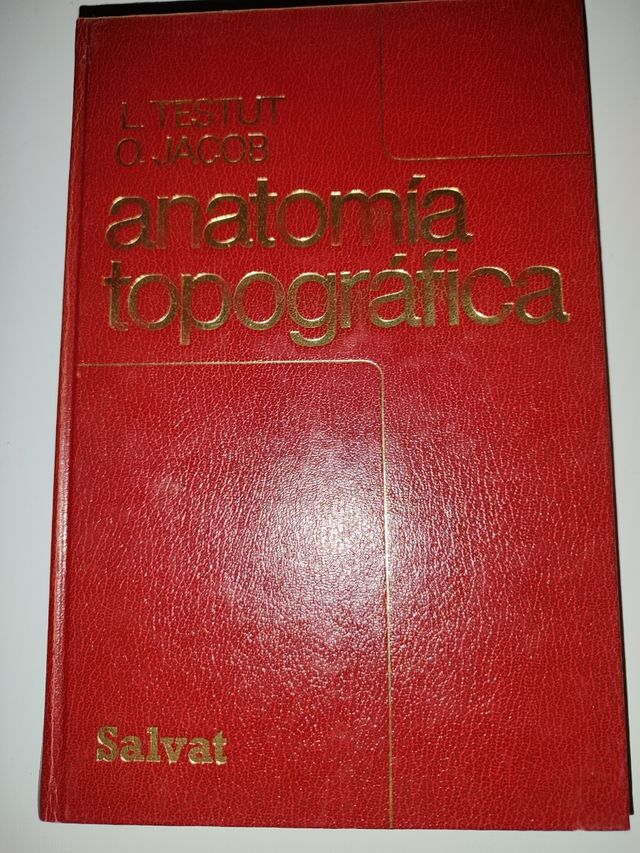 L. TESTUT
O. JACOB
anatomía
topográfica
Salvat